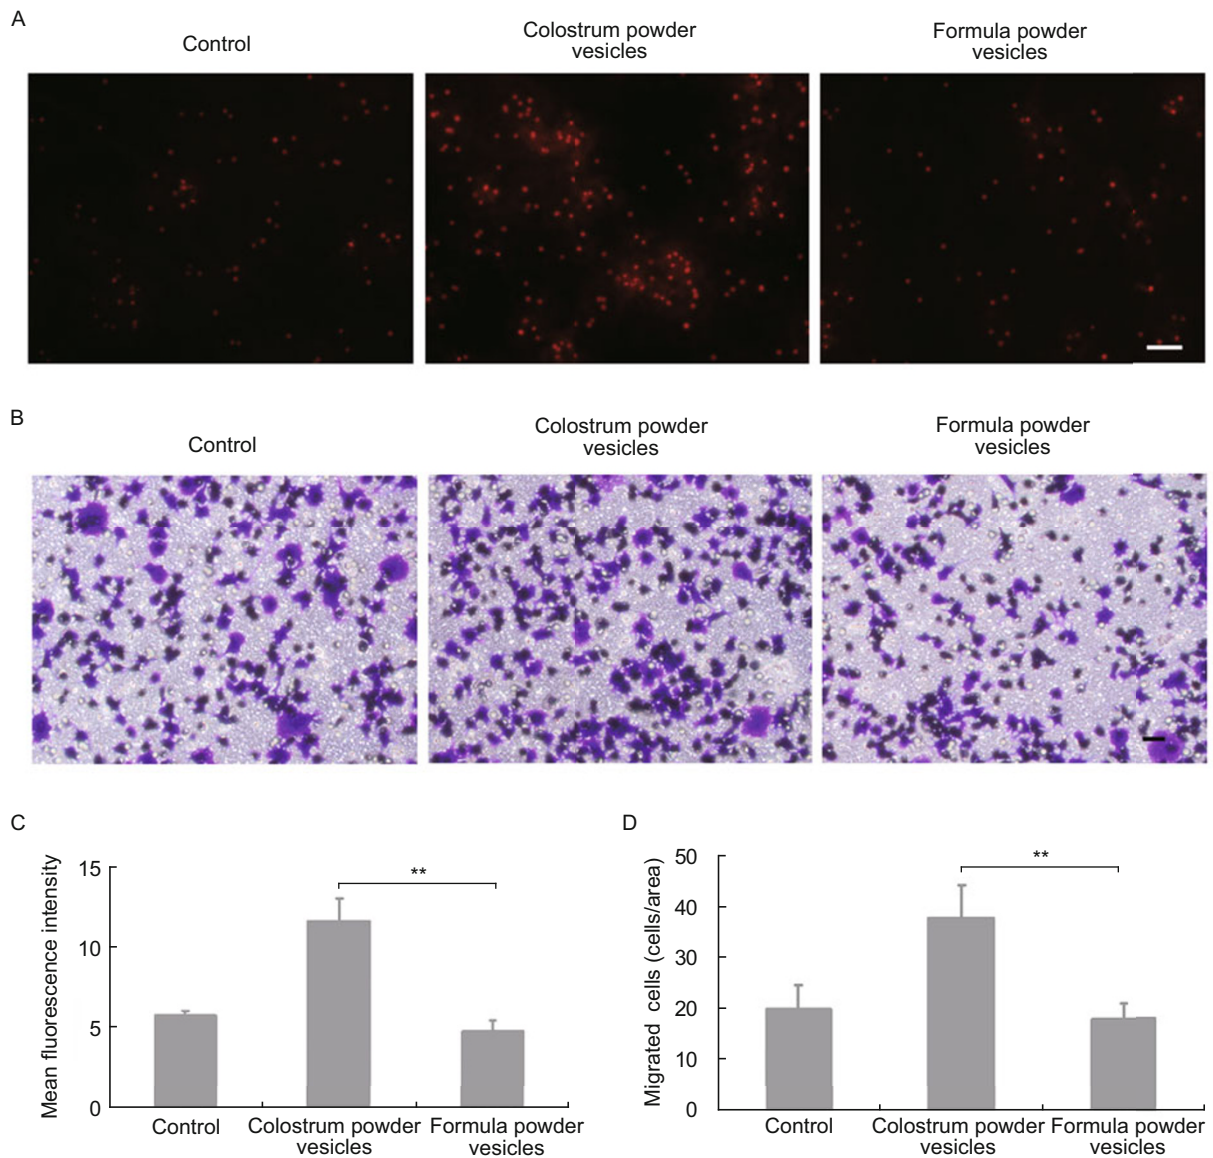 A
Control
Colostrum powder
vesicles
Formula powder
vesicles
B
Control
Colostrum powder
vesicles
Formula powder
vesicles
C
Mean fluorescence intensity
15
10
5
0
**
Control
Colostrum powder
vesicles
Formula powder
vesicles
D
Migrated cells (cells/area)
50
40
30
20
10
0
**
Control
Colostrum powder
vesicles
Formula powder
vesicles